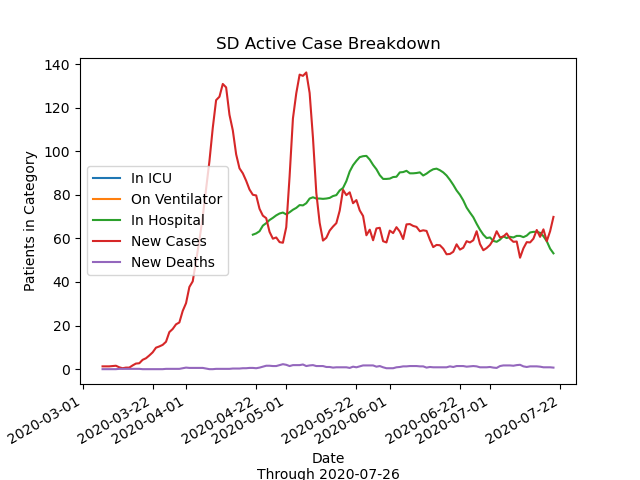 SD Active Case Breakdown
140
120
100
80
60
40
20
0
Patients in Category
In ICU
On Ventilator
In Hospital
New Cases
New Deaths
2020-03-01
2020-03-22
2020-04-01
2020-04-22
2020-05-01
2020-05-22
2020-06-01
2020-06-22
2020-07-01
2020-07-22
Date
Through 2020-07-26